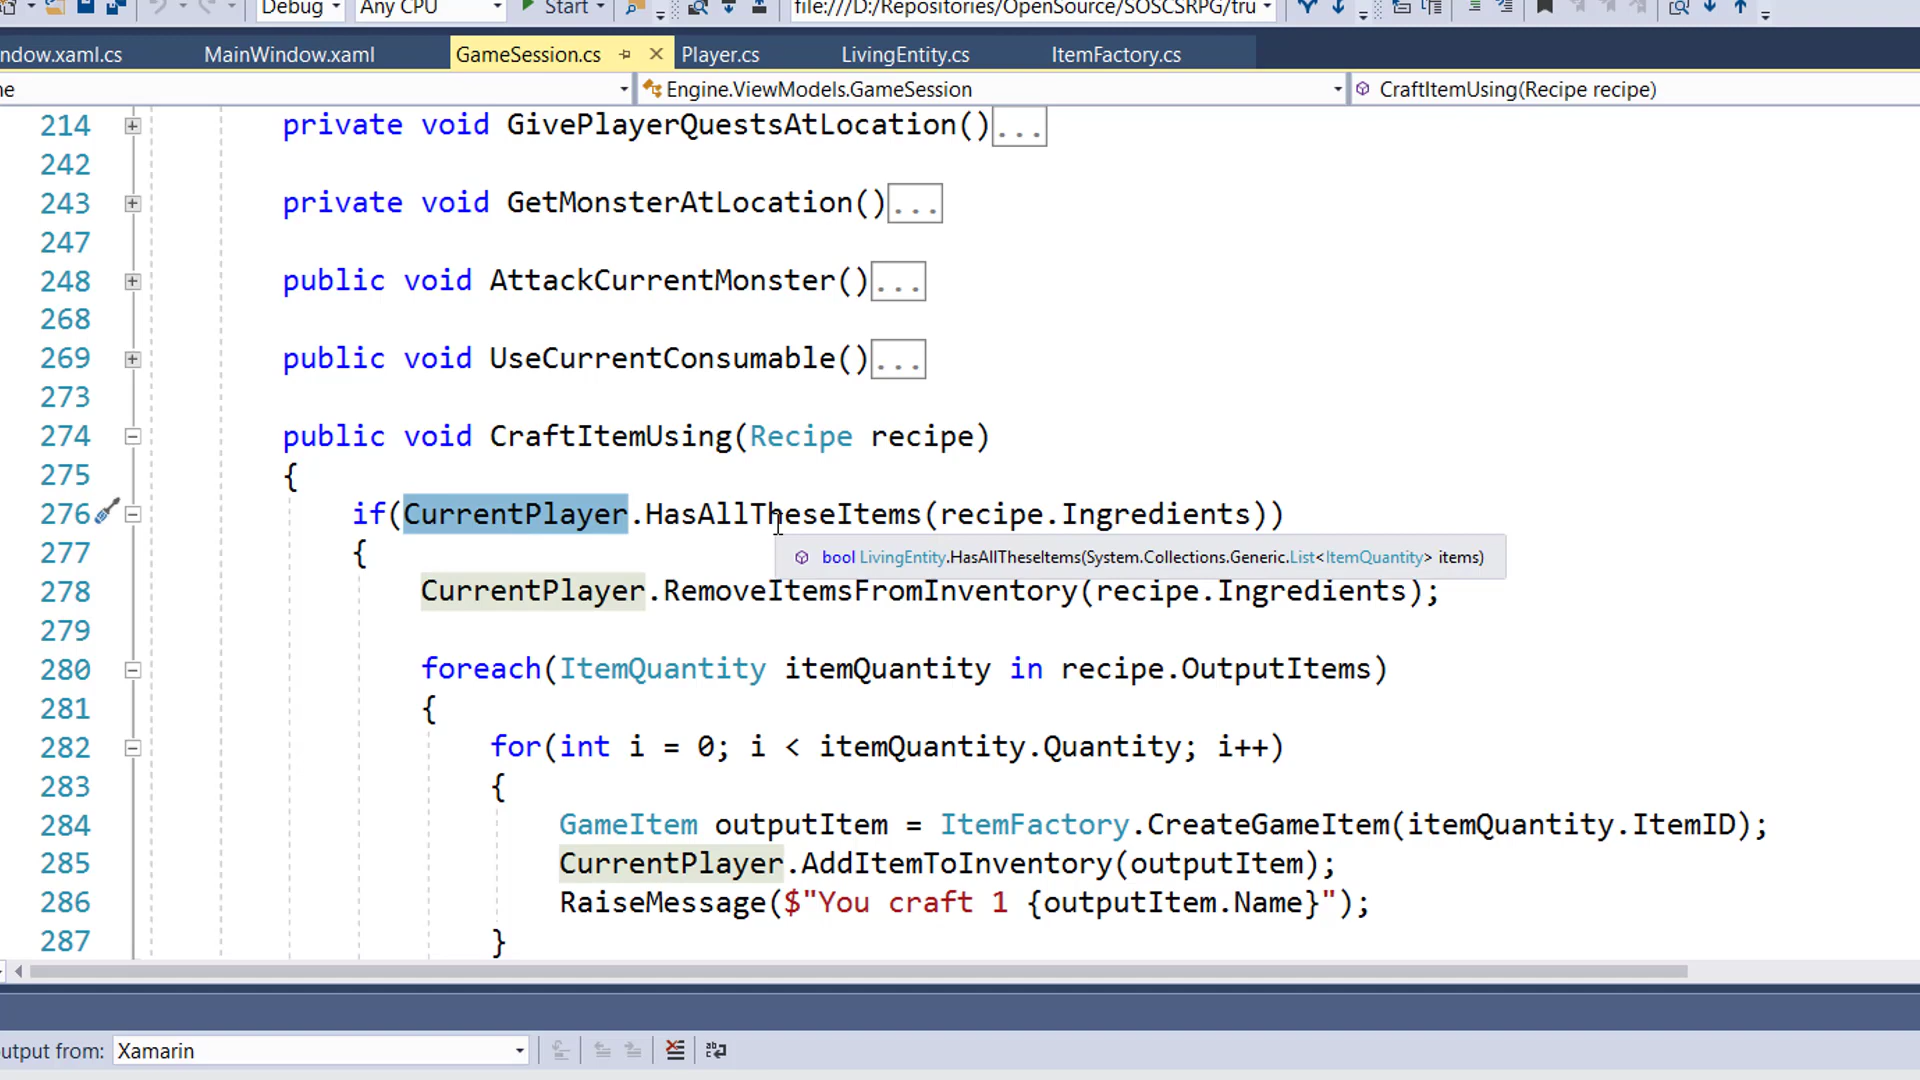 Debug Any CPU Start file:///D:/Repositories/OpenSource/SOSCSRPG/tru
ndow.xaml.cs MainWindow.xaml GameSession.cs Player.cs LivingEntity.cs ItemFactory.cs
ne Engine.ViewModels.GameSession CraftItemUsing(Recipe recipe)
214 private void GivePlayerQuestsAtLocation()...
242
243 private void GetMonsterAtLocation()...
247
248 public void AttackCurrentMonster()...
268
269 public void UseCurrentConsumable()...
273
274 public void CraftItemUsing(Recipe recipe)
275 {
276 if(CurrentPlayer.HasAllTheseItems(recipe.Ingredients))
277 {
bool LivingEntity.HasAllTheseItems(System.Collections.Generic.List<ItemQuantity> items)
278 CurrentPlayer.RemoveItemsFromInventory(recipe.Ingredients);
279
280 foreach(ItemQuantity itemQuantity in recipe.OutputItems)
281 {
282 for(int i = 0; i < itemQuantity.Quantity; i++)
283 {
284 GameItem outputItem = ItemFactory.CreateGameItem(itemQuantity.ItemID);
285 CurrentPlayer.AddItemToInventory(outputItem);
286 RaiseMessage($"You craft 1 {outputItem.Name}");
287 }
utput from: Xamarin